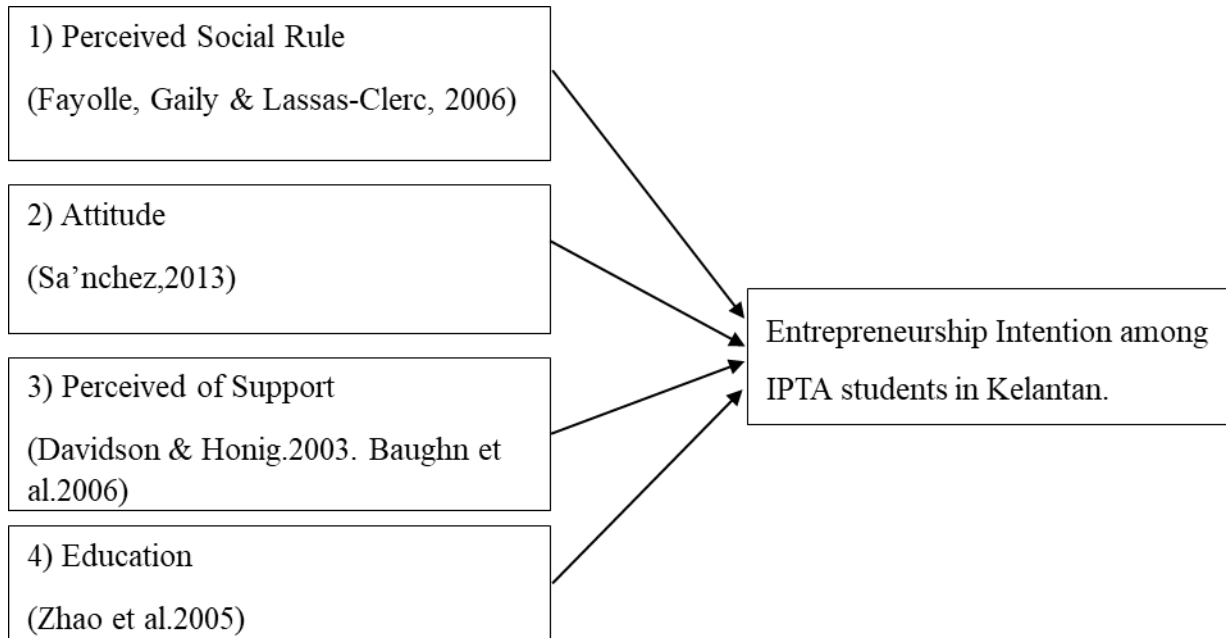 1) Perceived Social Rule
(Fayolle, Gaily & Lassas-Clerc, 2006)
2) Attitude
(Sa’nchez,2013)
3) Perceived of Support
(Davidson & Honig.2003. Baughn et
al.2006)
4) Education
(Zhao et al.2005)
Entrepreneurship Intention among
IPTA students in Kelantan.